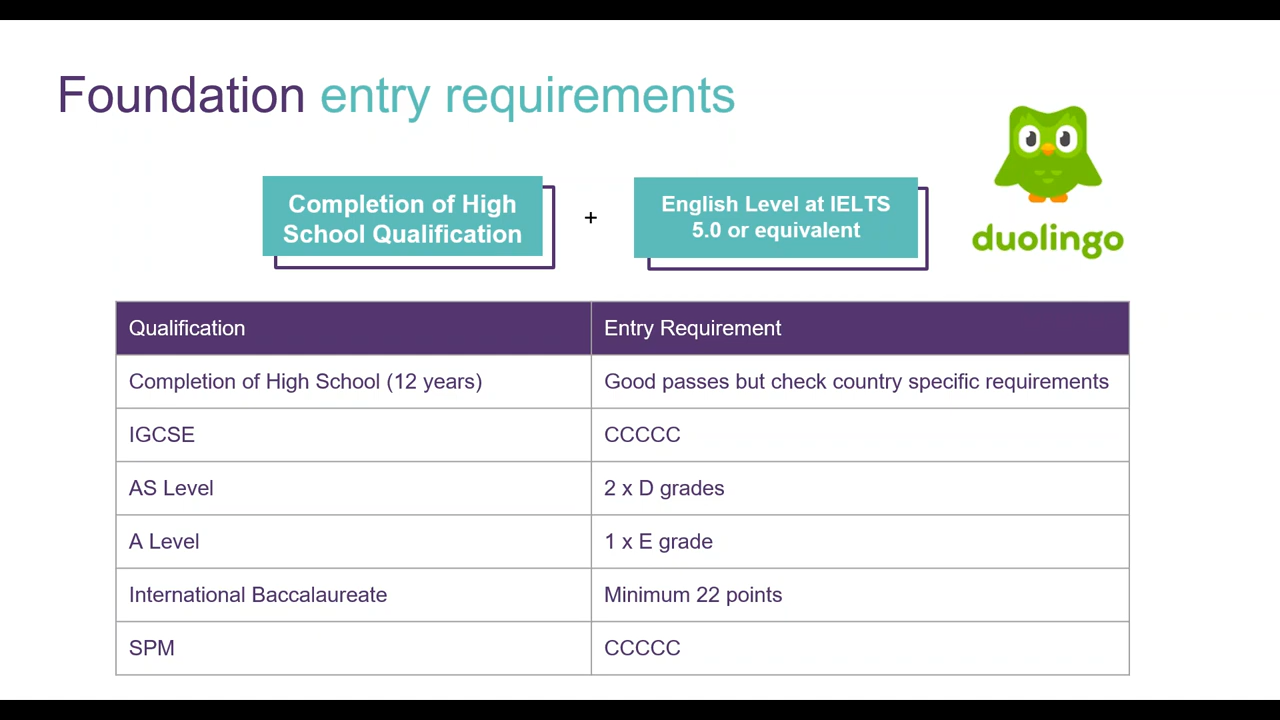 Foundation entry requirements
Completion of High
School Qualification
+
English Level at IELTS
5.0 or equivalent
duolingo
Qualification Entry Requirement
Completion of High School (12 years) Good passes but check country specific requirements
IGCSE CCCCC
AS Level 2 x D grades
A Level 1 x E grade
International Baccalaureate Minimum 22 points
SPM CCCCC